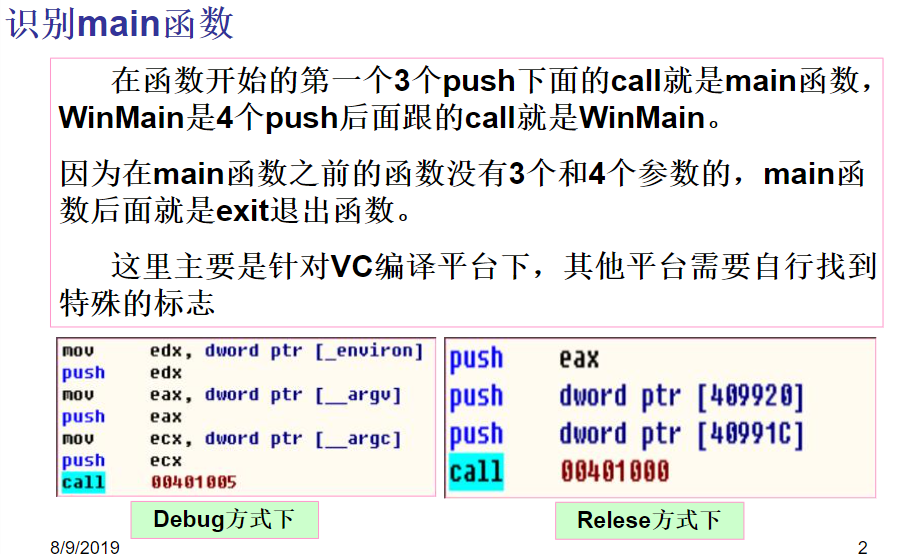 识别main函数
在函数开始的第一个3个push下面的call就是main函数，
WinMain是4个push后面跟的call就是WinMain。
因为在main函数之前的函数没有3个和4个参数的，main函
数后面就是exit退出函数。
这里主要是针对VC编译平台下，其他平台需要自行找到
特殊的标志
mov edx, dword ptr [_environ]
push edx
mov eax, dword ptr [__argv]
push eax
mov ecx, dword ptr [__argc]
push ecx
call 00401005
push eax
push dword ptr [409920]
push dword ptr [40991C]
call 00401000
Debug方式下
Relese方式下
8/9/2019
2